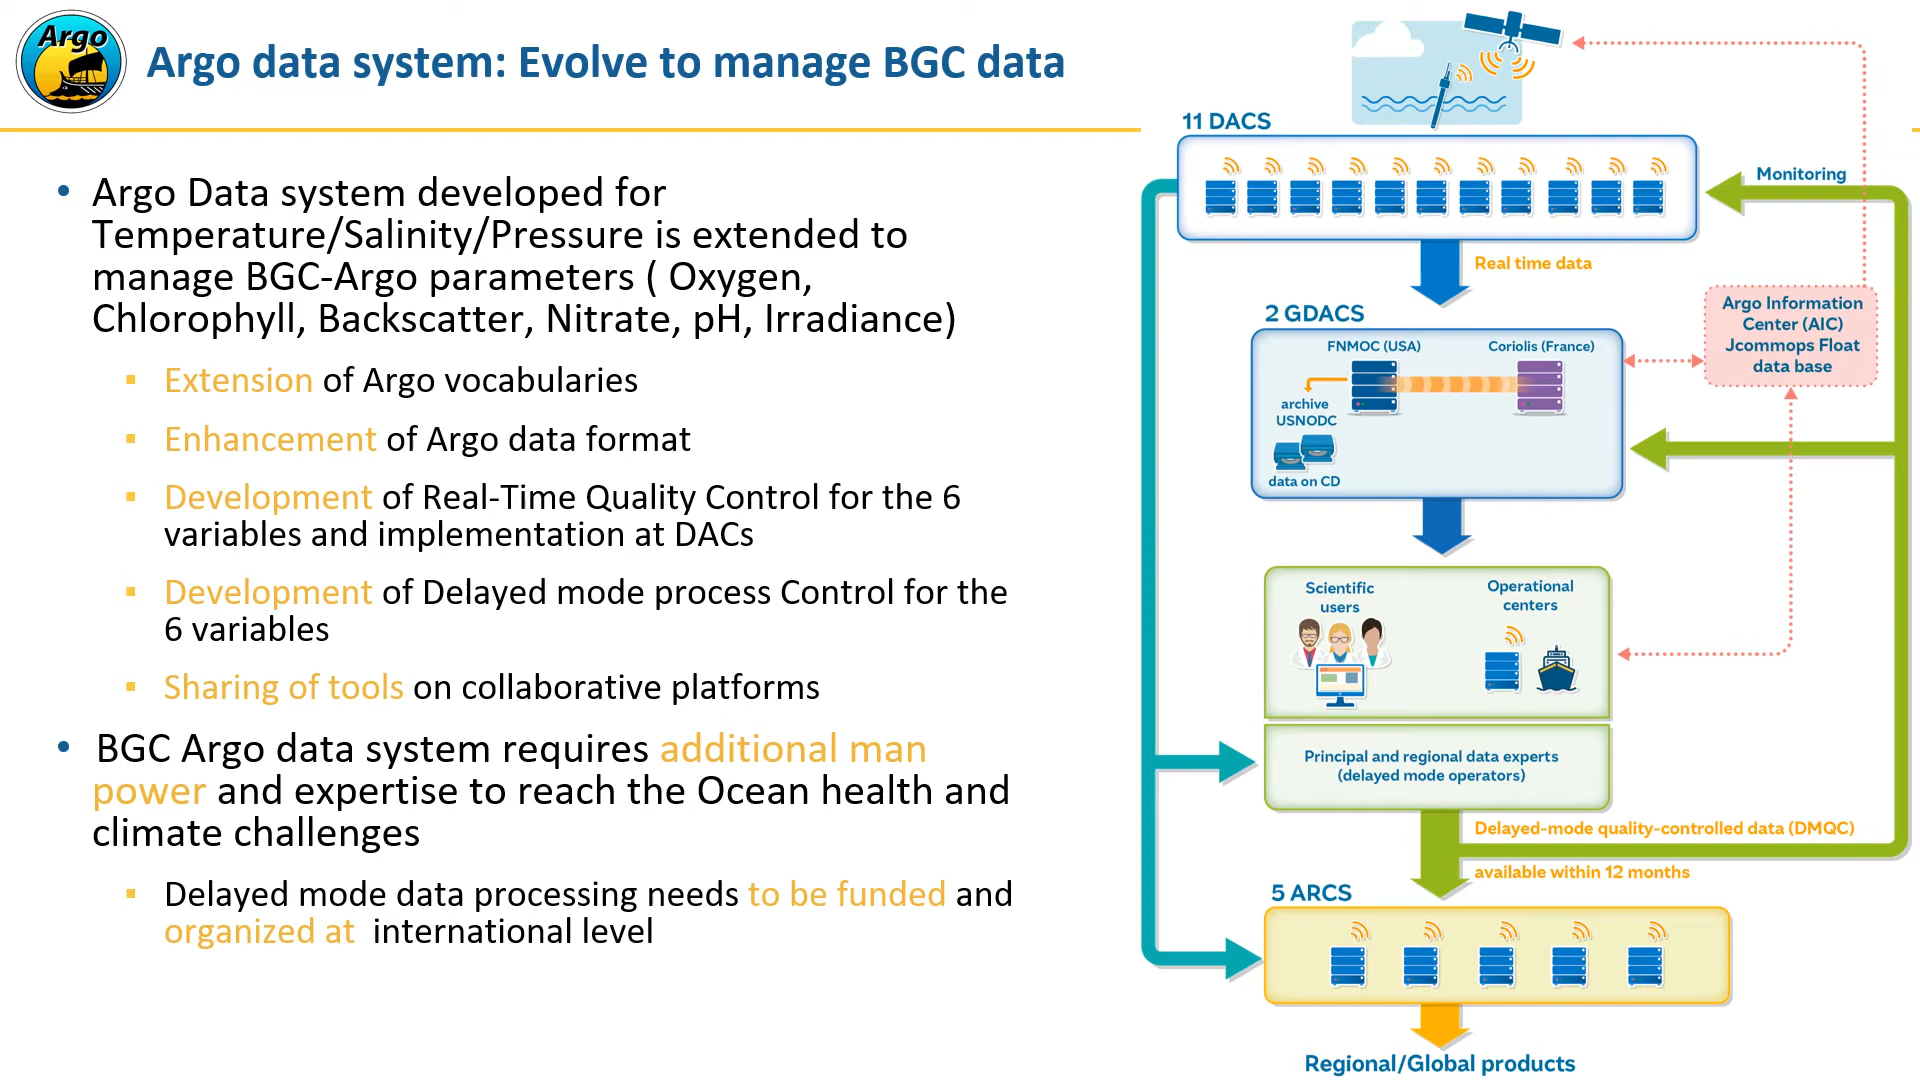 Argo
Argo data system: Evolve to manage BGC data
• Argo Data system developed for
Temperature/Salinity/Pressure is extended to
manage BGC-Argo parameters ( Oxygen,
Chlorophyll, Backscatter, Nitrate, pH, Irradiance)
▪ Extension of Argo vocabularies
▪ Enhancement of Argo data format
▪ Development of Real-Time Quality Control for the 6
variables and implementation at DACs
▪ Development of Delayed mode process Control for the
6 variables
▪ Sharing of tools on collaborative platforms
• BGC Argo data system requires additional man
power and expertise to reach the Ocean health and
climate challenges
▪ Delayed mode data processing needs to be funded and
organized at international level
11 DACS
Monitoring
Real time data
2 GDACS
FNMOC (USA)
Coriolis (France)
archive
USNODC
data on CD
Argo Information
Center (AIC)
Jcommops Float
data base
Scientific
users
Operational
centers
Principal and regional data experts
(delayed mode operators)
Delayed-mode quality-controlled data (DMQC)
available within 12 months
5 ARCS
Regional/Global products